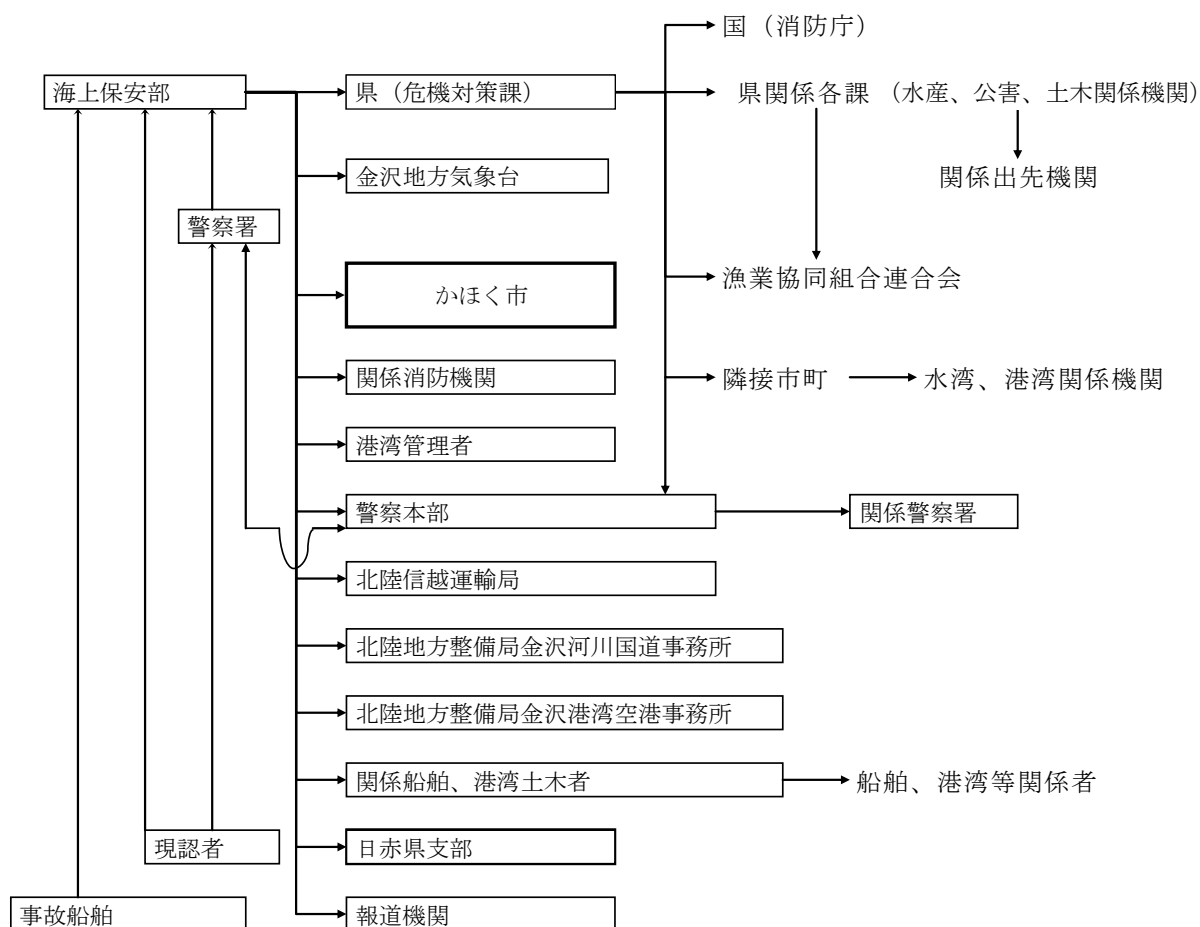 国（消防庁）
海上保安部
県（危機対策課）
県関係各課（水産、公害、土木関係機関）
金沢地方気象台
関係出先機関
警察署
かほく市
漁業協同組合連合会
関係消防機関
隣接市町
水湾、港湾関係機関
港湾管理者
警察本部
関係警察署
北陸信越運輸局
北陸地方整備局金沢河川国道事務所
北陸地方整備局金沢港湾空港事務所
関係船舶、港湾土木者
船舶、港湾等関係者
現認者
日赤県支部
事故船舶
報道機関